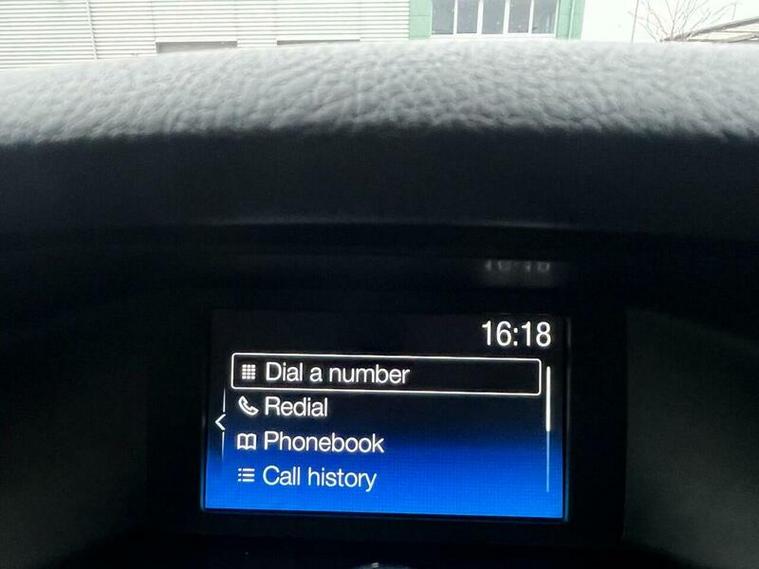 16:18
Dial a number
Redial
Phonebook
Call history